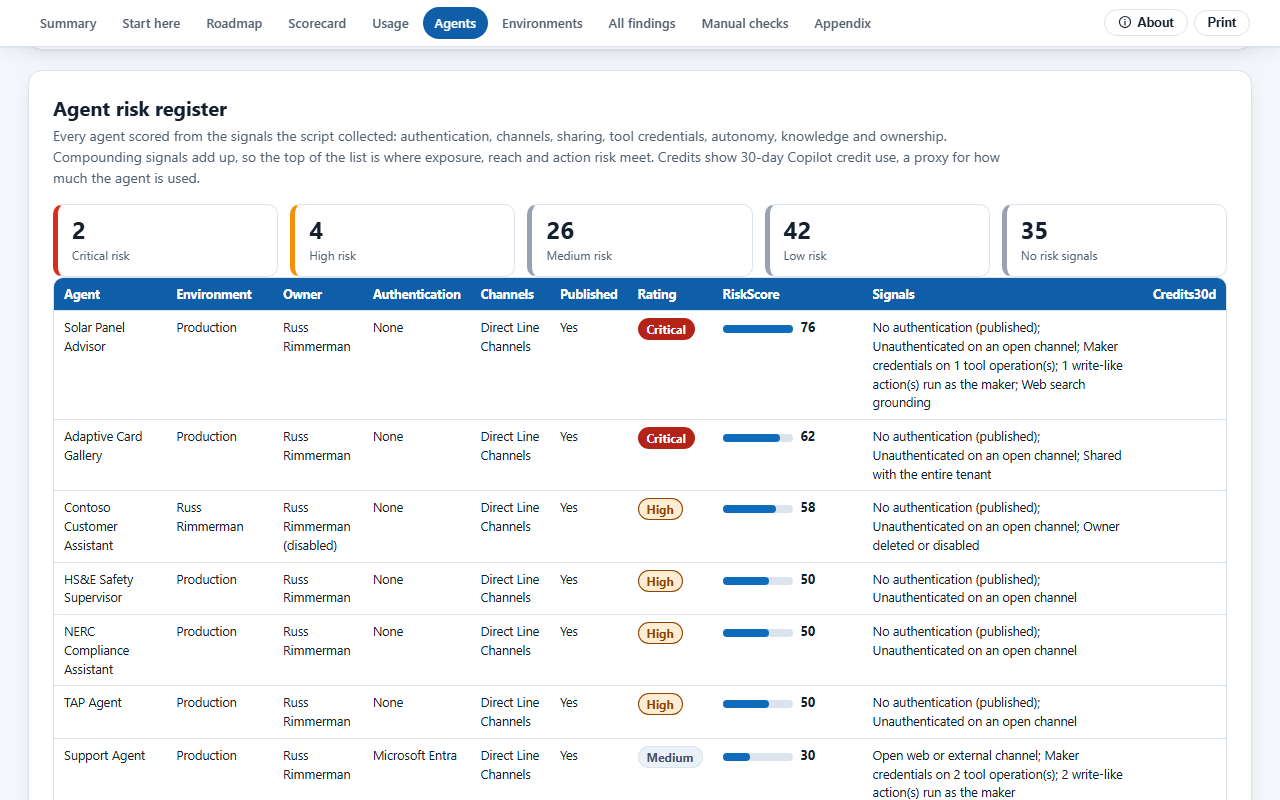 Summary Start here Roadmap Scorecard Usage Agents Environments All findings Manual checks Appendix About Print
Agent risk register
Every agent scored from the signals the script collected: authentication, channels, sharing, tool credentials, autonomy, knowledge and ownership.
Compounding signals add up, so the top of the list is where exposure, reach and action risk meet. Credits show 30-day Copilot credit use, a proxy for how
much the agent is used.
2
Critical risk
4
High risk
26
Medium risk
42
Low risk
35
No risk signals
Agent Environment Owner Authentication Channels Published Rating RiskScore Signals Credits30d
Solar Panel Production Russ None Direct Line Yes Critical 76 No authentication (published);
Advisor Rimmerman Channels Unauthenticated on an open channel; Maker
credentials on 1 tool operation(s); 1 write-like
action(s) run as the maker; Web search
grounding
Adaptive Card Production Russ None Direct Line Yes Critical 62 No authentication (published);
Gallery Rimmerman Channels Unauthenticated on an open channel; Shared
with the entire tenant
Contoso Russ Russ None Direct Line Yes High 58 No authentication (published);
Customer Rimmerman Rimmerman Channels Unauthenticated on an open channel; Owner
Assistant (disabled) deleted or disabled
HS&E Safety Production Russ None Direct Line Yes High 50 No authentication (published);
Supervisor Rimmerman Channels Unauthenticated on an open channel
NERC Production Russ None Direct Line Yes High 50 No authentication (published);
Compliance Rimmerman Channels Unauthenticated on an open channel
Assistant
TAP Agent Production Russ None Direct Line Yes High 50 No authentication (published);
Rimmerman Channels Unauthenticated on an open channel
Support Agent Production Russ Microsoft Entra Direct Line Yes Medium 30 Open web or external channel; Maker
Rimmerman Channels credentials on 2 tool operation(s); 2 write-like
action(s) run as the maker